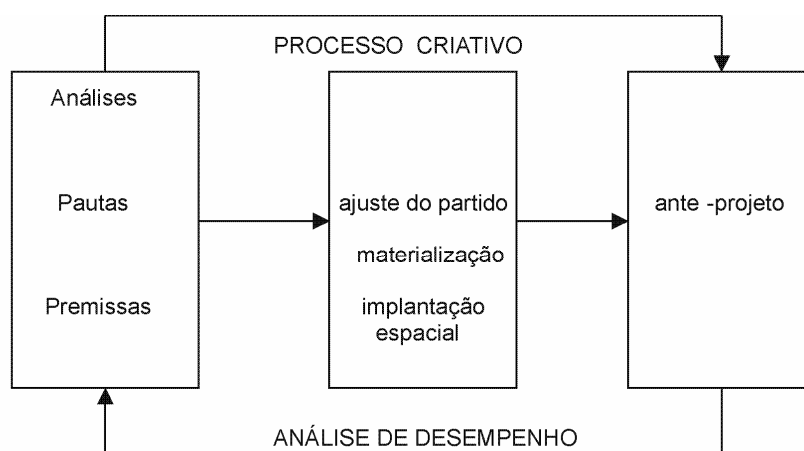 PROCESSO CRIATIVO
Análises
Pautas
Premissas
ajuste do partido
materialização
implantação
espacial
ante -projeto
ANÁLISE DE DESEMPENHO